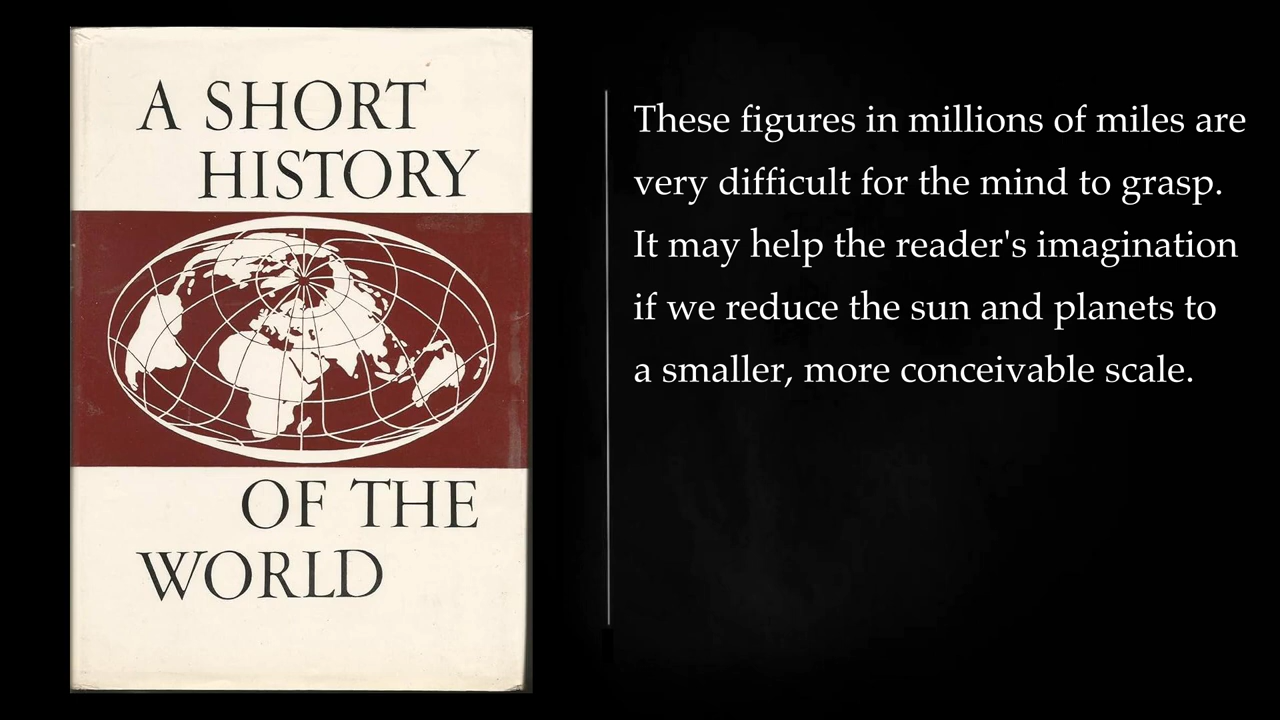 A SHORT
HISTORY
OF THE
WORLD
These figures in millions of miles are
very difficult for the mind to grasp.
It may help the reader's imagination
if we reduce the sun and planets to
a smaller, more conceivable scale.